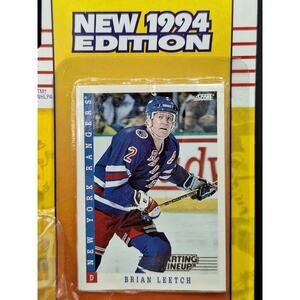 NEW 1994
EDITION
SCORE
NEW YORK RANGERS
2
D
STARTING
LINEUP
BRIAN LEETCH